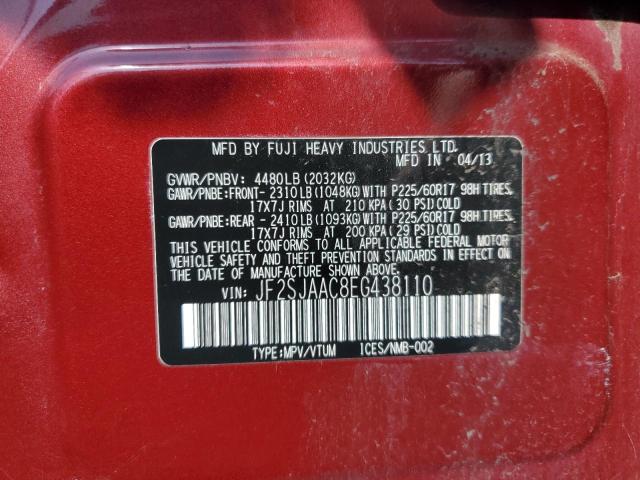 MFD BY FUJI HEAVY INDUSTRIES LTD.
MFD IN 04/13
GVWR/PNBV: 4480LB (2032KG)
GAWR/PNBE:FRONT- 2310LB (1048KG) WITH P225/60R17 98H TIRES
17X7J RIMS AT 210 KPA (30 PSI) COLD
GAWR/PNBE:REAR - 2410LB (1093KG) WITH P225/60R17 98H TIRES
17X7J RIMS AT 200 KPA (29 PSI) COLD
THIS VEHICLE CONFORMS TO ALL APPLICABLE FEDERAL MOTOR
VEHICLE SAFETY AND THEFT PREVENTION STANDARDS IN EFFECT ON
THE DATE OF MANUFACTURE SHOWN ABOVE.
VIN: JF2SJAAC8EG438110
TYPE:MPV/VTUM ICES/NMB-002